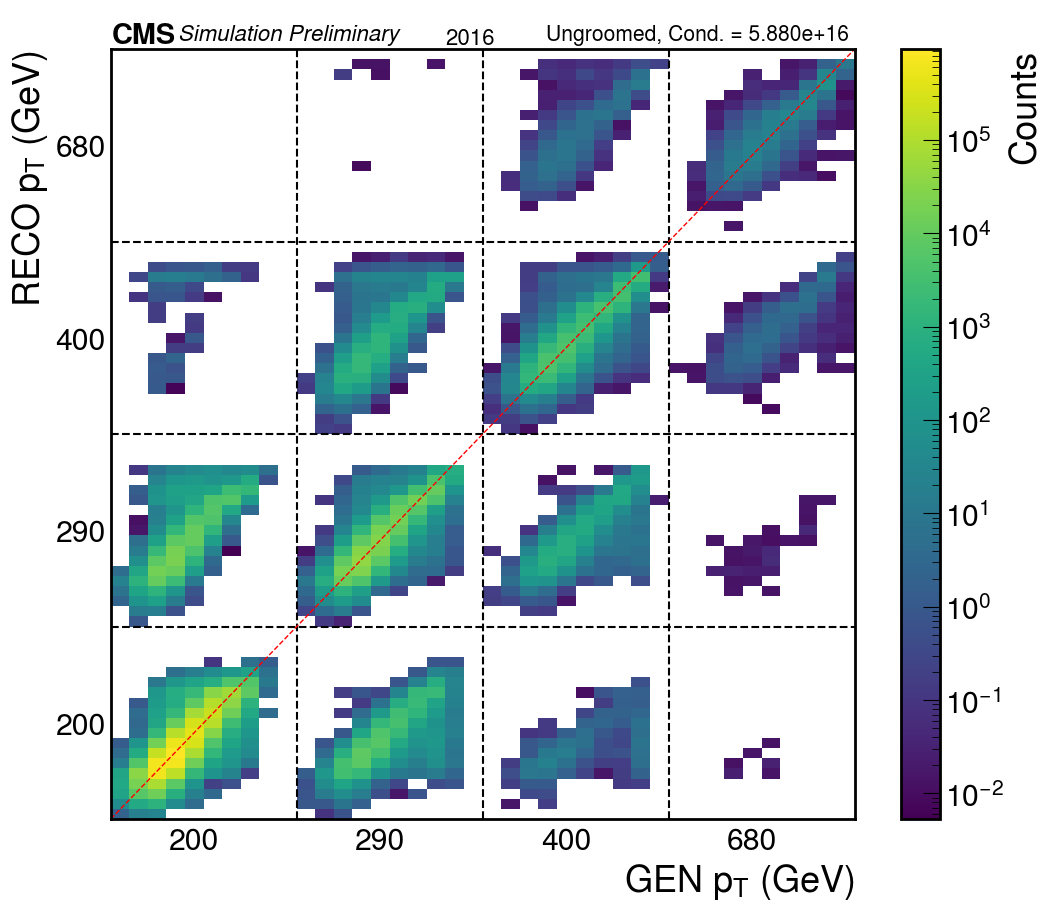 CMS Simulation Preliminary 2016 Ungroomed, Cond. = 5.880e+16
RECO p_T (GeV)
680
400
290
200
200 290 400 680
GEN p_T (GeV)
Counts
10^5
10^4
10^3
10^2
10^1
10^0
10^−1
10^−2